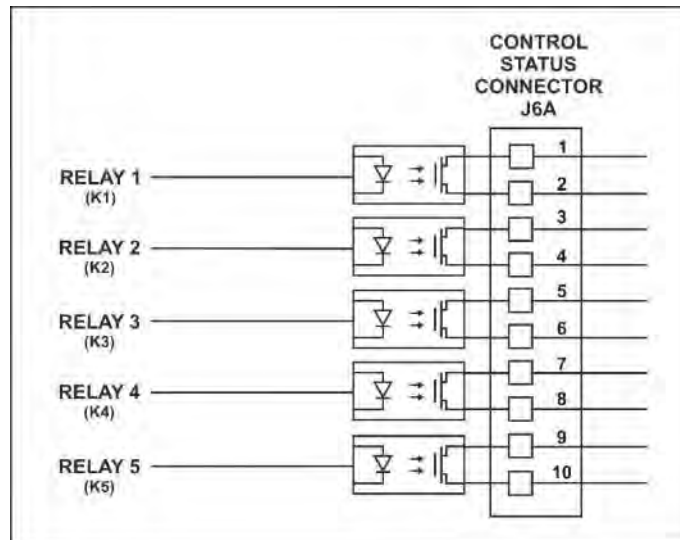 CONTROL
STATUS
CONNECTOR
J6A
RELAY 1
(K1)
1
2
RELAY 2
(K2)
3
4
RELAY 3
(K3)
5
6
RELAY 4
(K4)
7
8
RELAY 5
(K5)
9
10